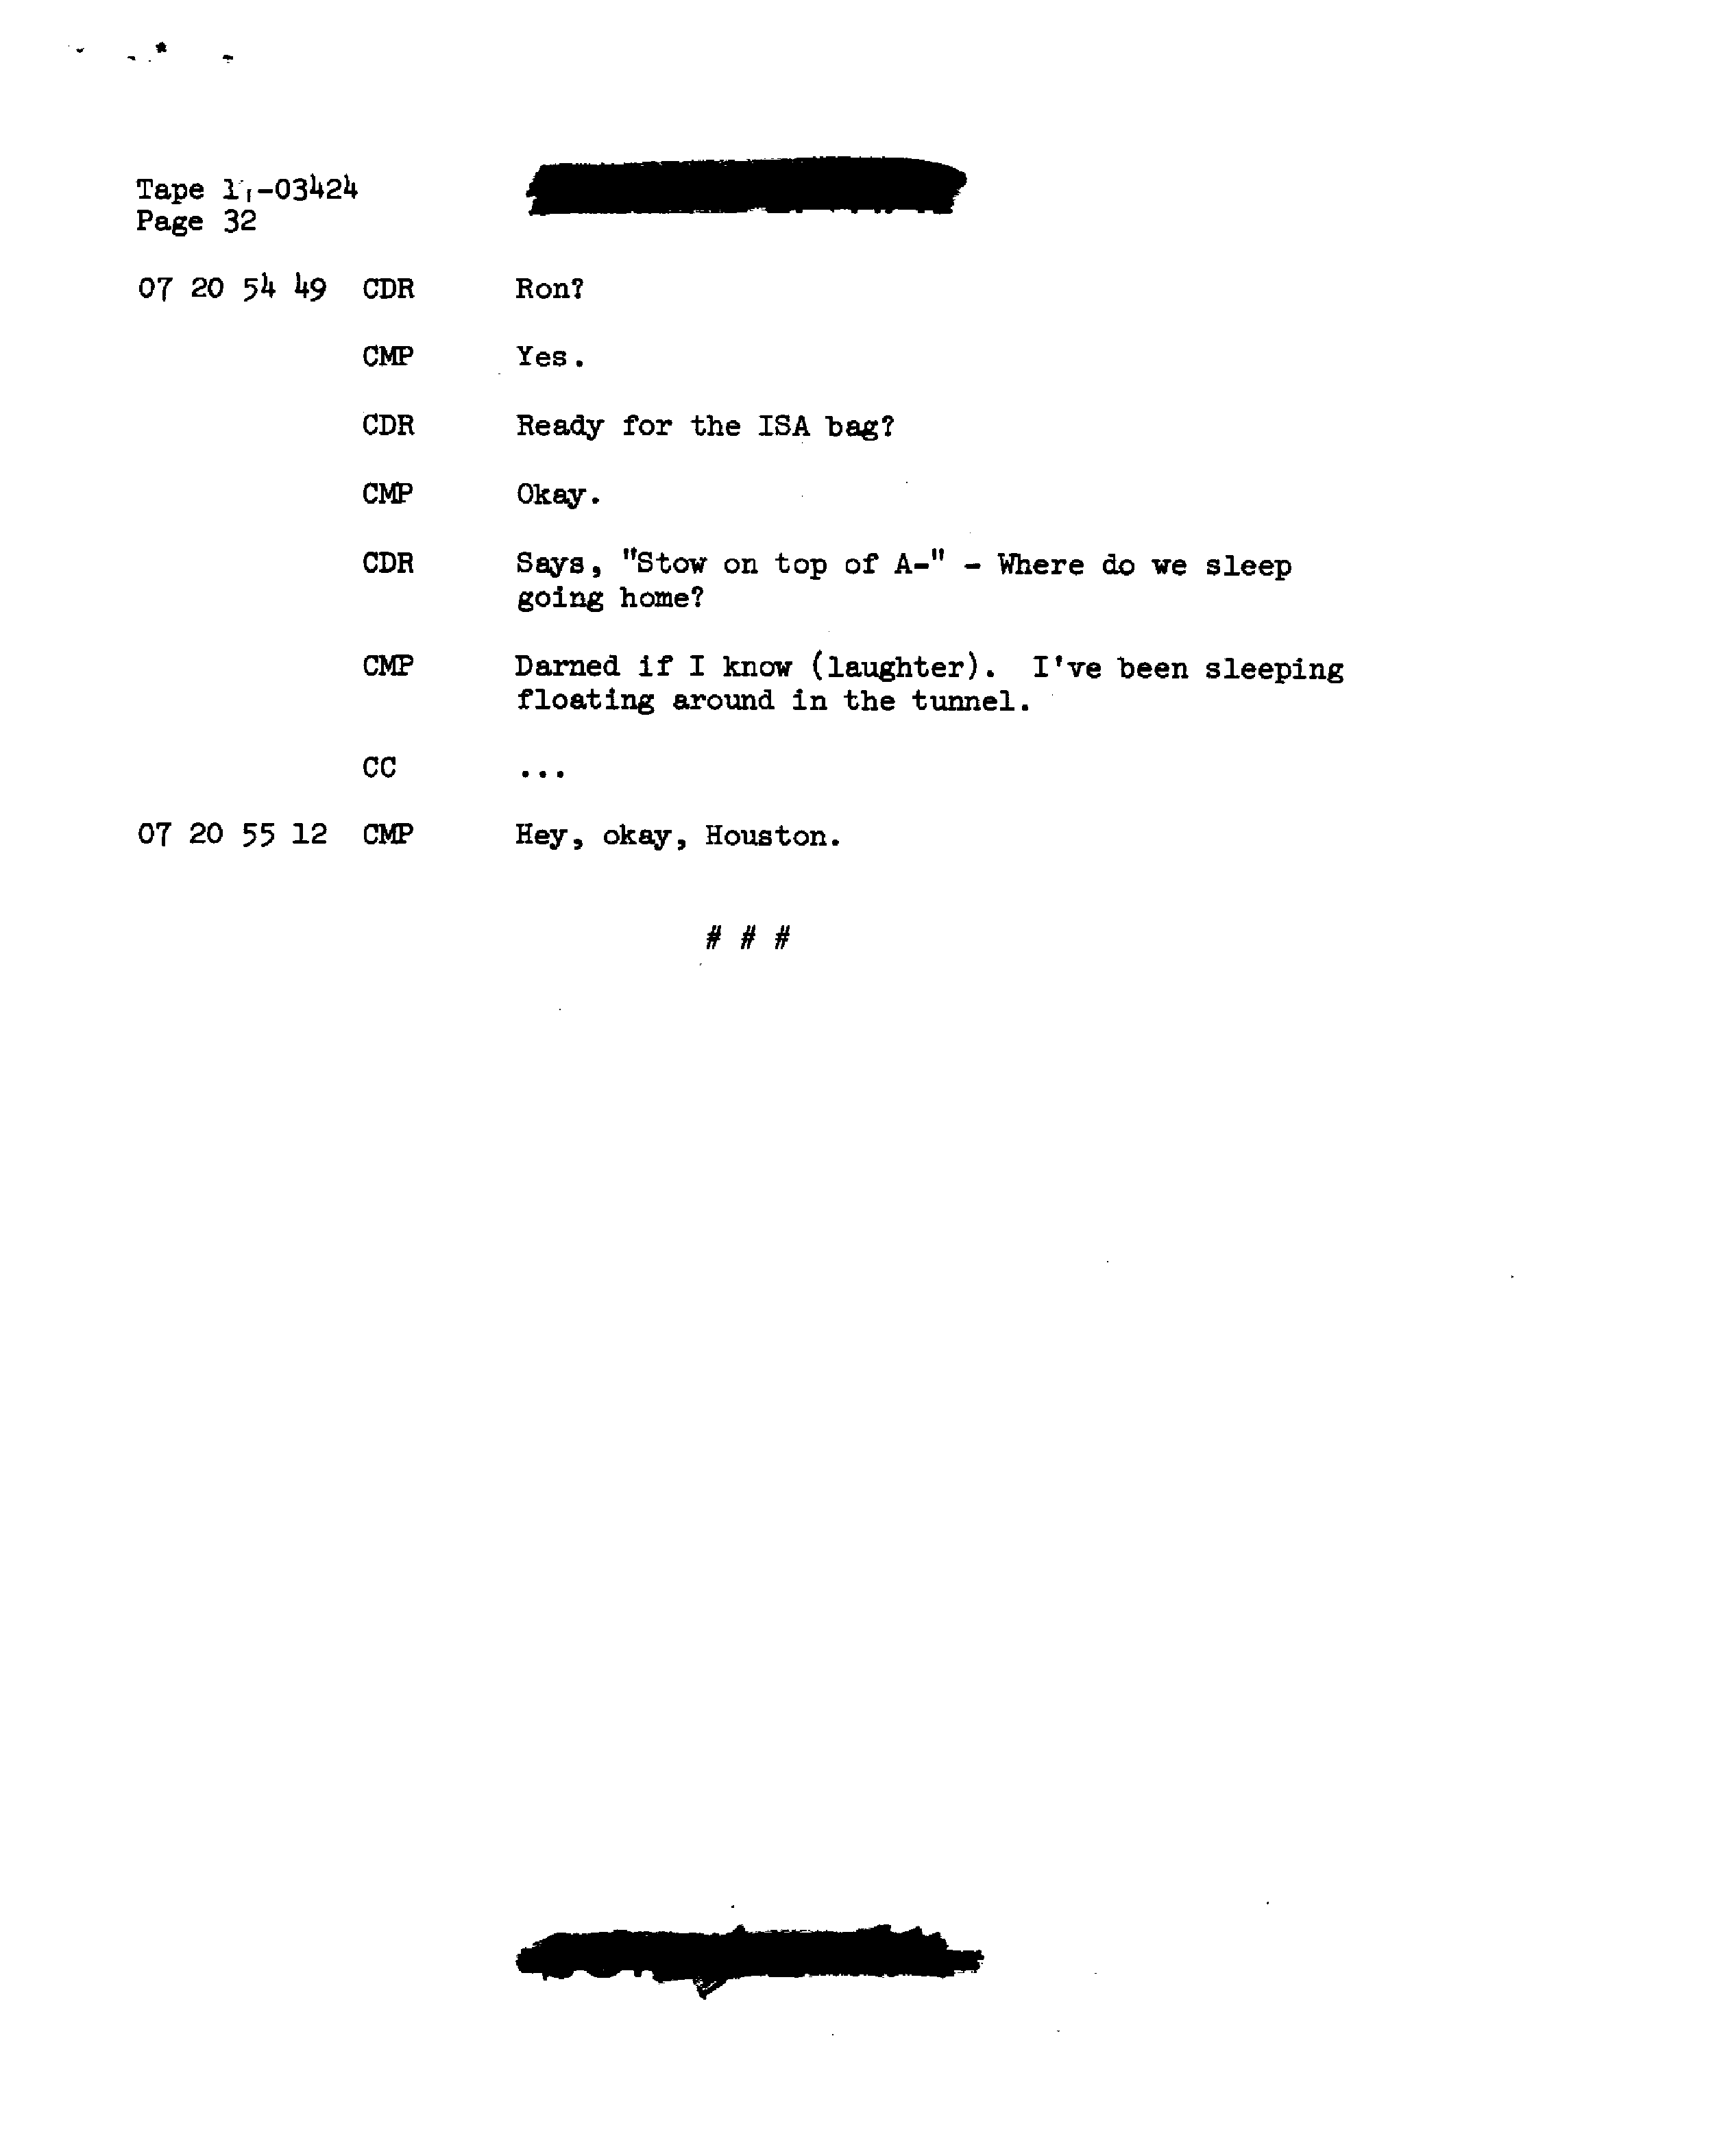 Tape 17-03424
Page 32
07 20 54 49 CDR Ron?
CMP Yes.
CDR Ready for the ISA bag?
CMP Okay.
CDR Says, "Stow on top of A-" - Where do we sleep
going home?
CMP Darned if I know (laughter). I've been sleeping
floating around in the tunnel.
CC ...
07 20 55 12 CMP Hey, okay, Houston.
# # #